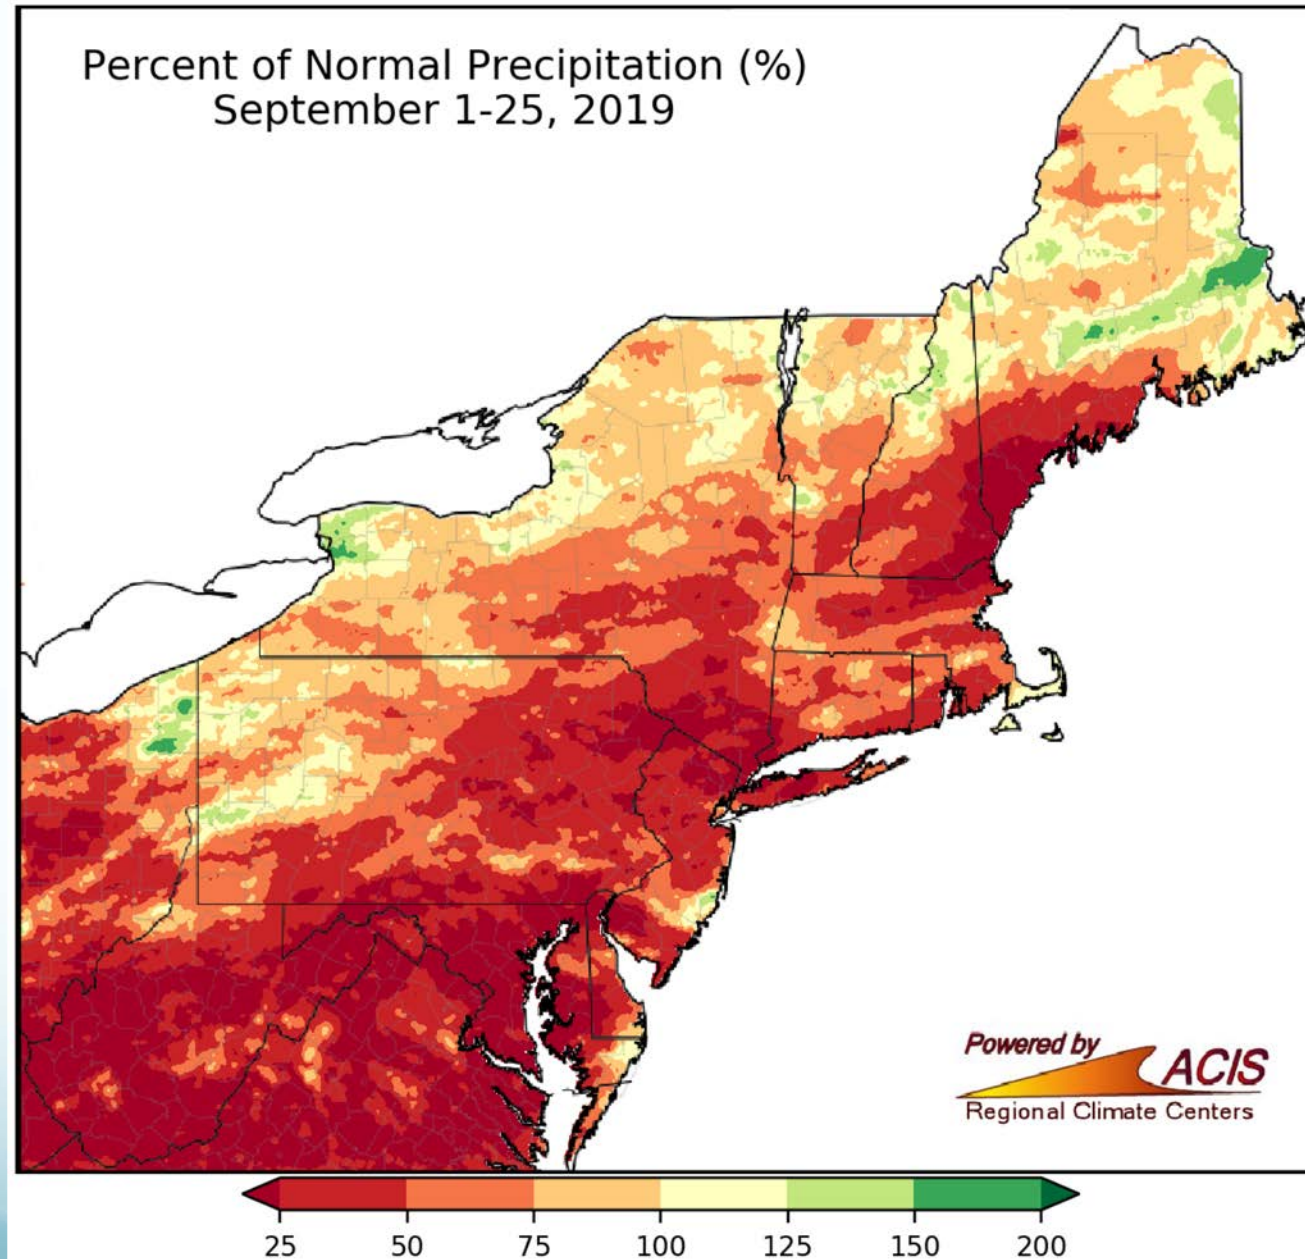 Percent of Normal Precipitation (%)
September 1-25, 2019
Powered by
ACIS
Regional Climate Centers
25 50 75 100 125 150 200